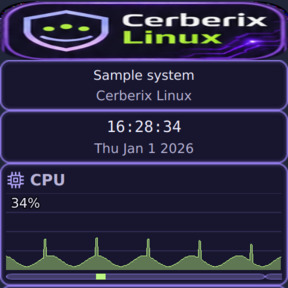 Cerberix
Linux
Sample system
Cerberix Linux
16:28:34
Thu Jan 1 2026
CPU
34%